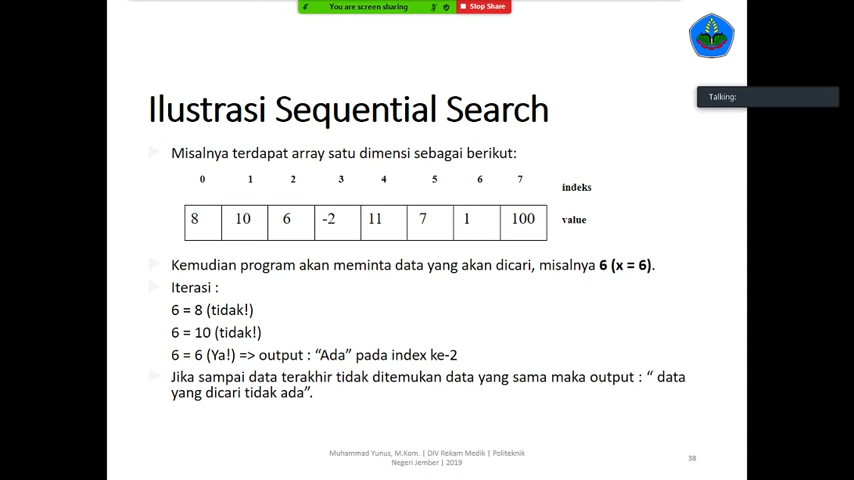 You are screen sharing
Stop Share
Talking:
Ilustrasi Sequential Search
Misalnya terdapat array satu dimensi sebagai berikut:
0 1 2 3 4 5 6 7
indeks
8 10 6 -2 11 7 1 100 value
Kemudian program akan meminta data yang akan dicari, misalnya 6 (x = 6).
Iterasi :
6 = 8 (tidak!)
6 = 10 (tidak!)
6 = 6 (Ya!) => output : “Ada” pada index ke-2
Jika sampai data terakhir tidak ditemukan data yang sama maka output : “ data
yang dicari tidak ada”.
Muhammad Yunus, M.Kom. | DIV Rekam Medik | Politeknik
Negeri Jember | 2019
38